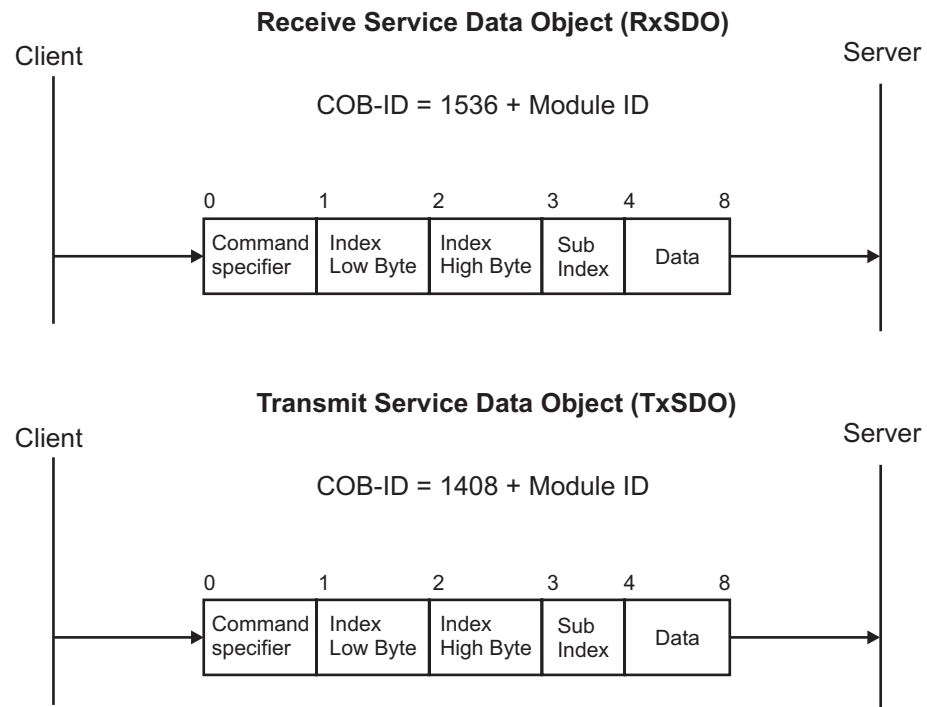 Receive Service Data Object (RxSDO)
Client
Server
COB-ID = 1536 + Module ID
0 1 2 3 4 8
Command specifier
Index Low Byte
Index High Byte
Sub Index
Data
Transmit Service Data Object (TxSDO)
Client
Server
COB-ID = 1408 + Module ID
0 1 2 3 4 8
Command specifier
Index Low Byte
Index High Byte
Sub Index
Data